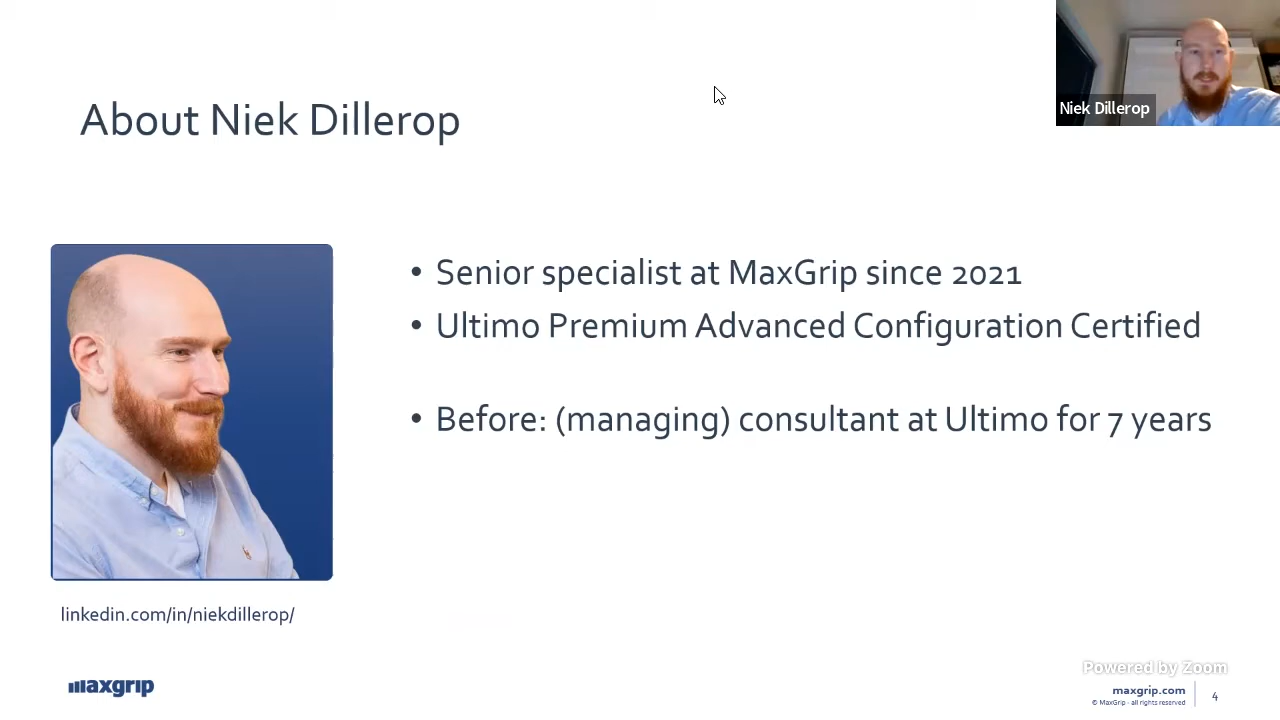 Niek Dillerop
About Niek Dillerop
• Senior specialist at MaxGrip since 2021
• Ultimo Premium Advanced Configuration Certified
• Before: (managing) consultant at Ultimo for 7 years
linkedin.com/in/niekdillerop/
maxgrip
Powered by Zoom
maxgrip.com
© MaxGrip - all rights reserved
4